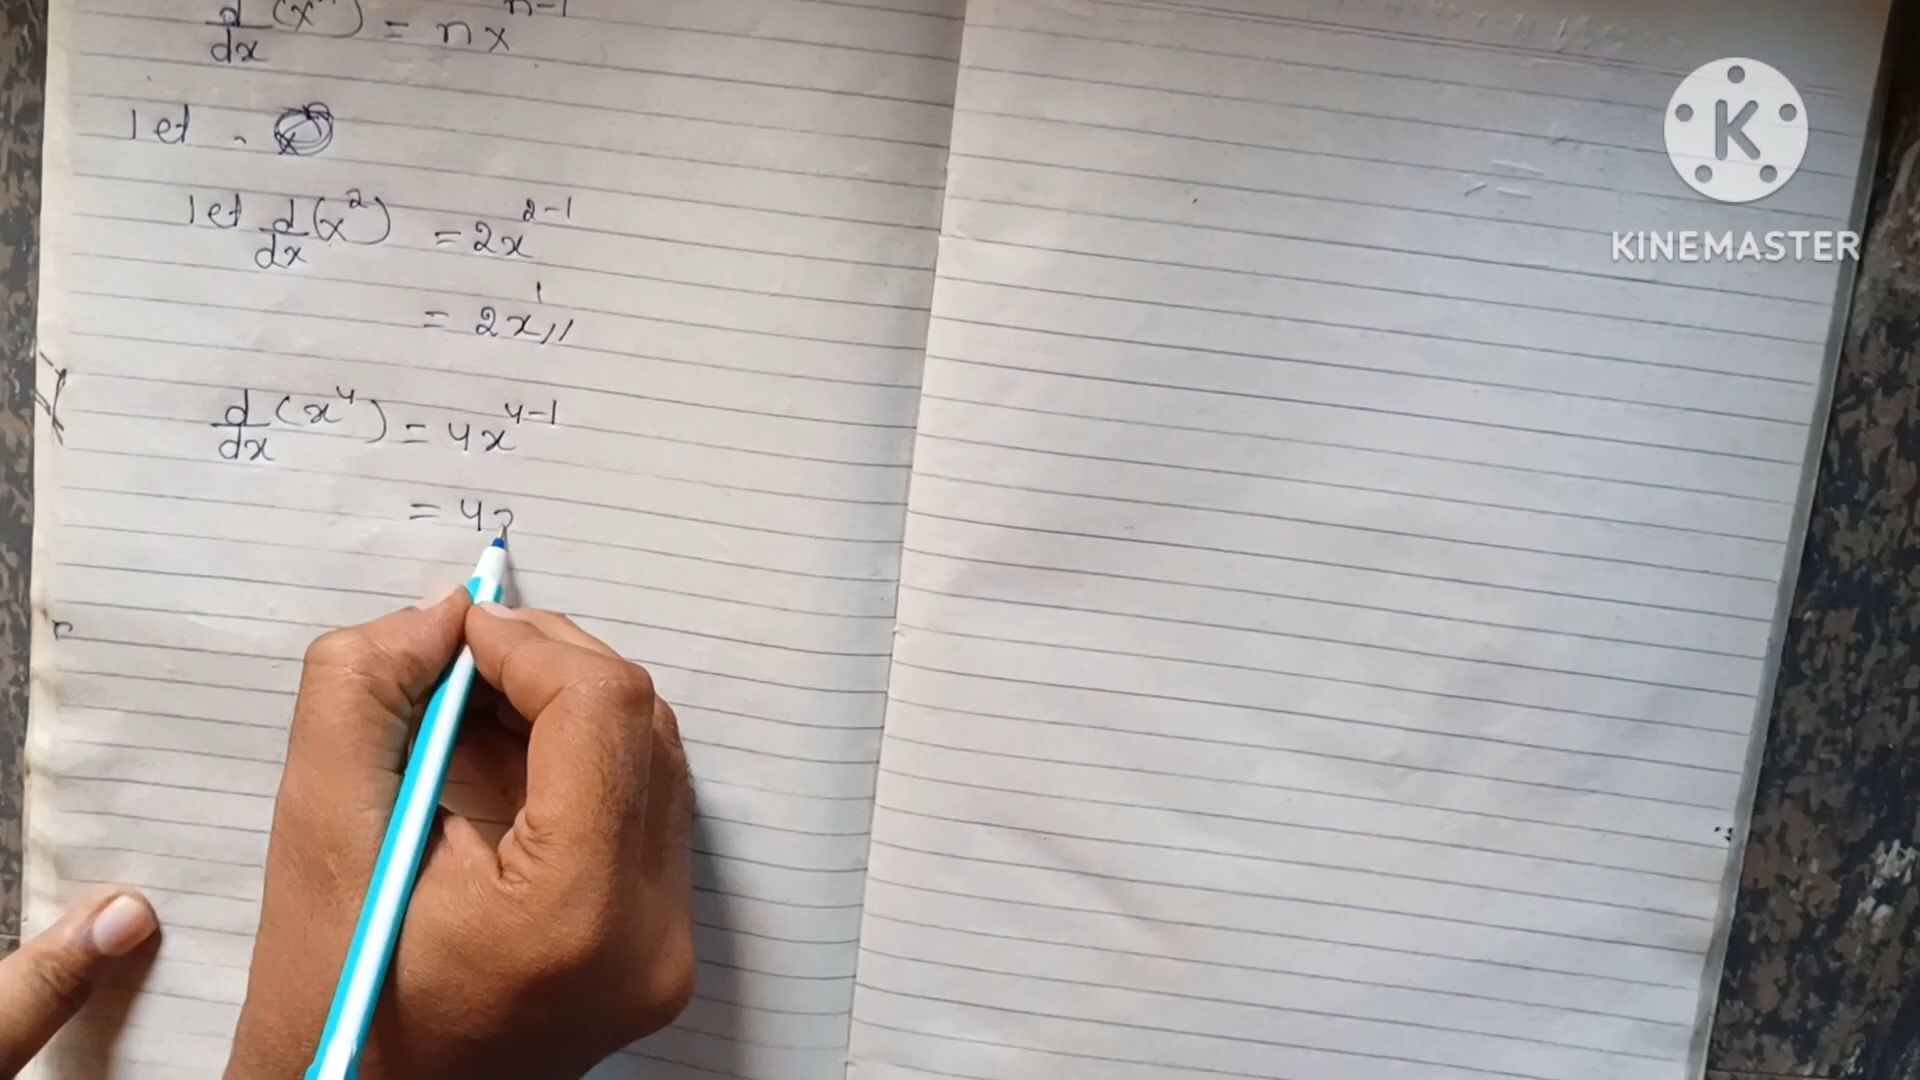 d/dx (xⁿ) = nxⁿ⁻¹
let
let d/dx (x²) = 2x²⁻¹
= 2x¹//
d/dx (x⁴) = 4x⁴⁻¹
= 4
K
KINEMASTER